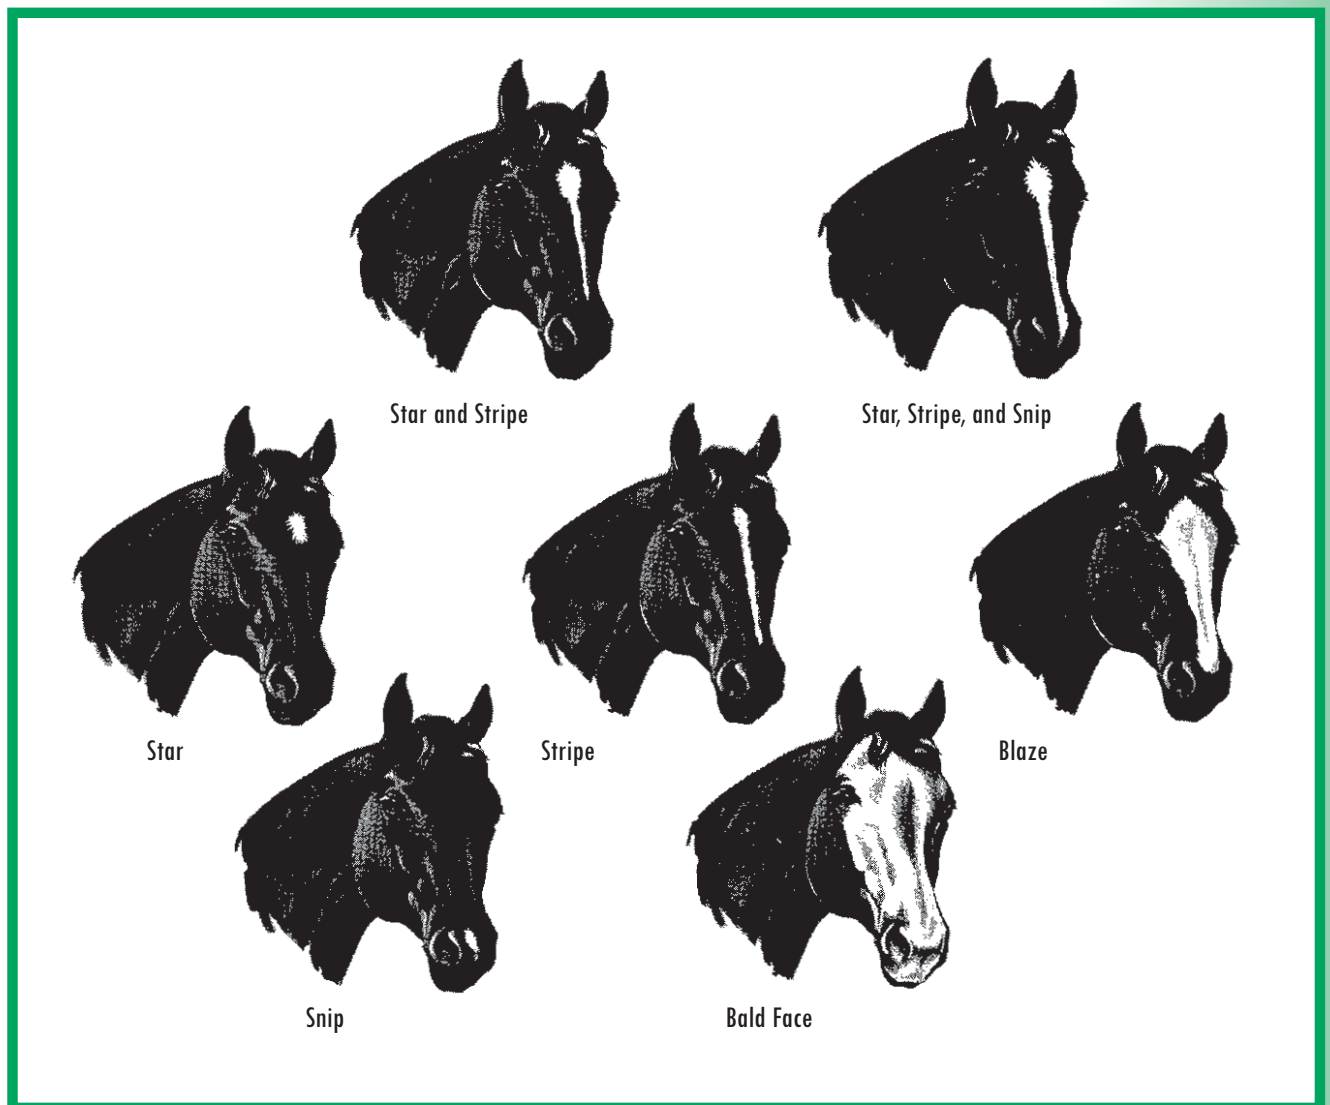 Star and Stripe
Star, Stripe, and Snip
Star
Stripe
Blaze
Snip
Bald Face